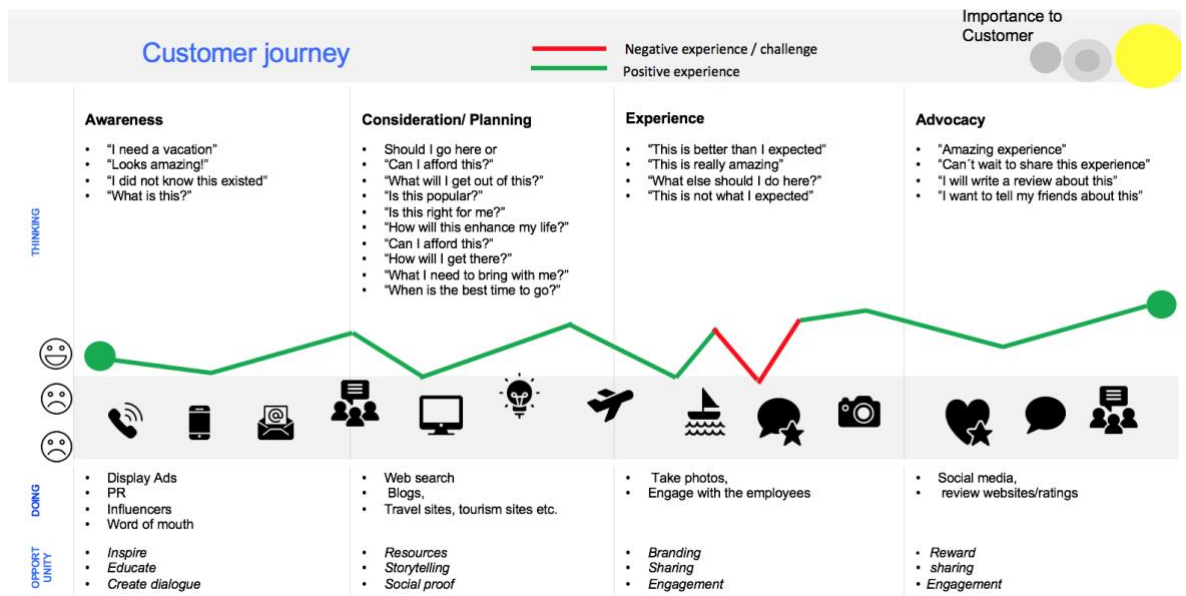 Importance to
Customer
Customer journey
Negative experience / challenge
Positive experience
THINKING
Awareness
• “I need a vacation”
• “Looks amazing!”
• “I did not know this existed”
• “What is this?”
Consideration/ Planning
• Should I go here or
• “Can I afford this?”
• “What will I get out of this?”
• “Is this popular?”
• “Is this right for me?”
• “How will this enhance my life?”
• “Can I afford this?”
• “How will I get there?”
• “What I need to bring with me?”
• “When is the best time to go?”
Experience
• “This is better than I expected”
• “This is really amazing”
• “What else should I do here?”
• “This is not what I expected”
Advocacy
• “Amazing experience”
• “Can´t wait to share this experience”
• “I will write a review about this”
• “I want to tell my friends about this”
@
DOING
• Display Ads
• PR
• Influencers
• Word of mouth
• Web search
• Blogs,
• Travel sites, tourism sites etc.
• Take photos,
• Engage with the employees
• Social media,
• review websites/ratings
OPPORT
UNITY
• Inspire
• Educate
• Create dialogue
• Resources
• Storytelling
• Social proof
• Branding
• Sharing
• Engagement
• Reward
• sharing
• Engagement